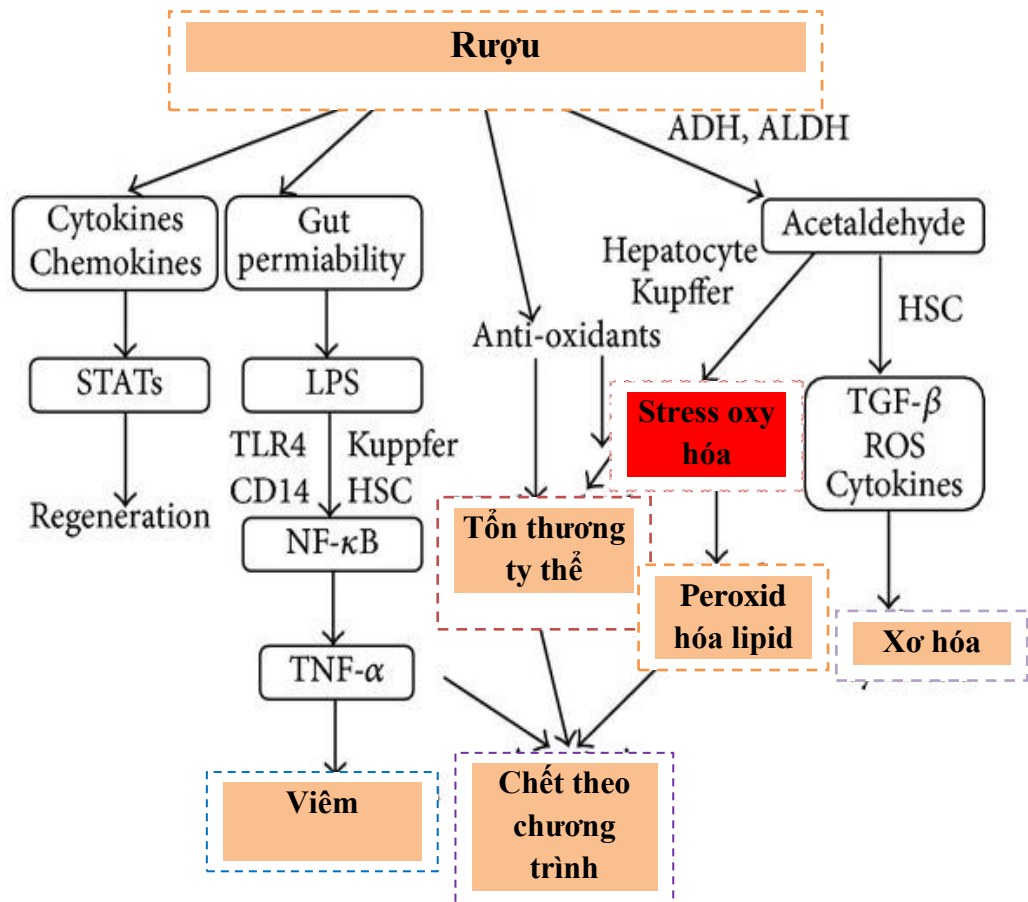 Rượu
ADH, ALDH
Cytokines
Chemokines
Gut
permiability
Acetaldehyde
Hepatocyte
Kupffer
HSC
Anti-oxidants
STATs
LPS
Stress oxy
hóa
TGF-β
ROS
Cytokines
TLR4
Kuppfer
CD14
HSC
Regeneration
NF-κB
Tổn thương
ty thể
Peroxid
hóa lipid
Xơ hóa
TNF-α
Viêm
Chết theo
chương
trình